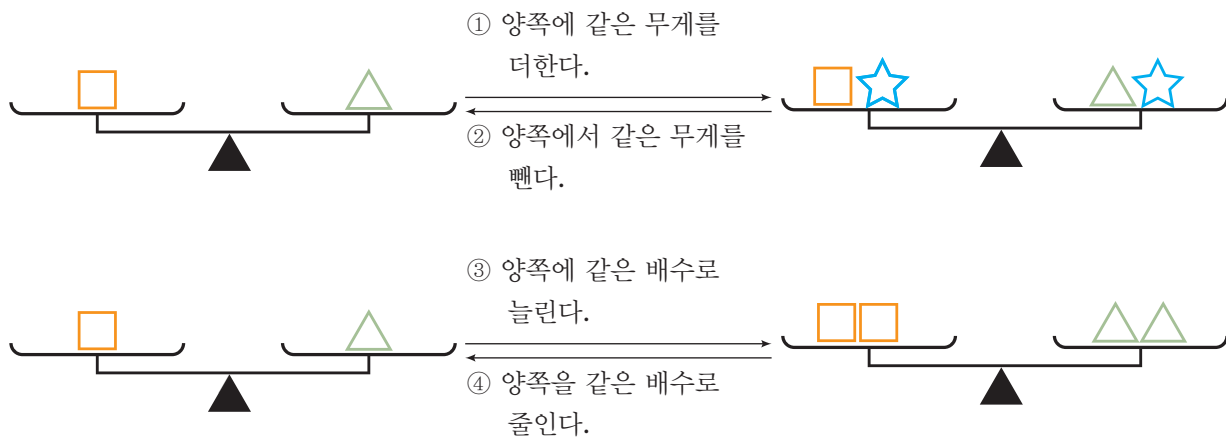 ① 양쪽에 같은 무게를
더한다.
② 양쪽에서 같은 무게를
뺀다.
③ 양쪽에 같은 배수로
늘린다.
④ 양쪽을 같은 배수로
줄인다.